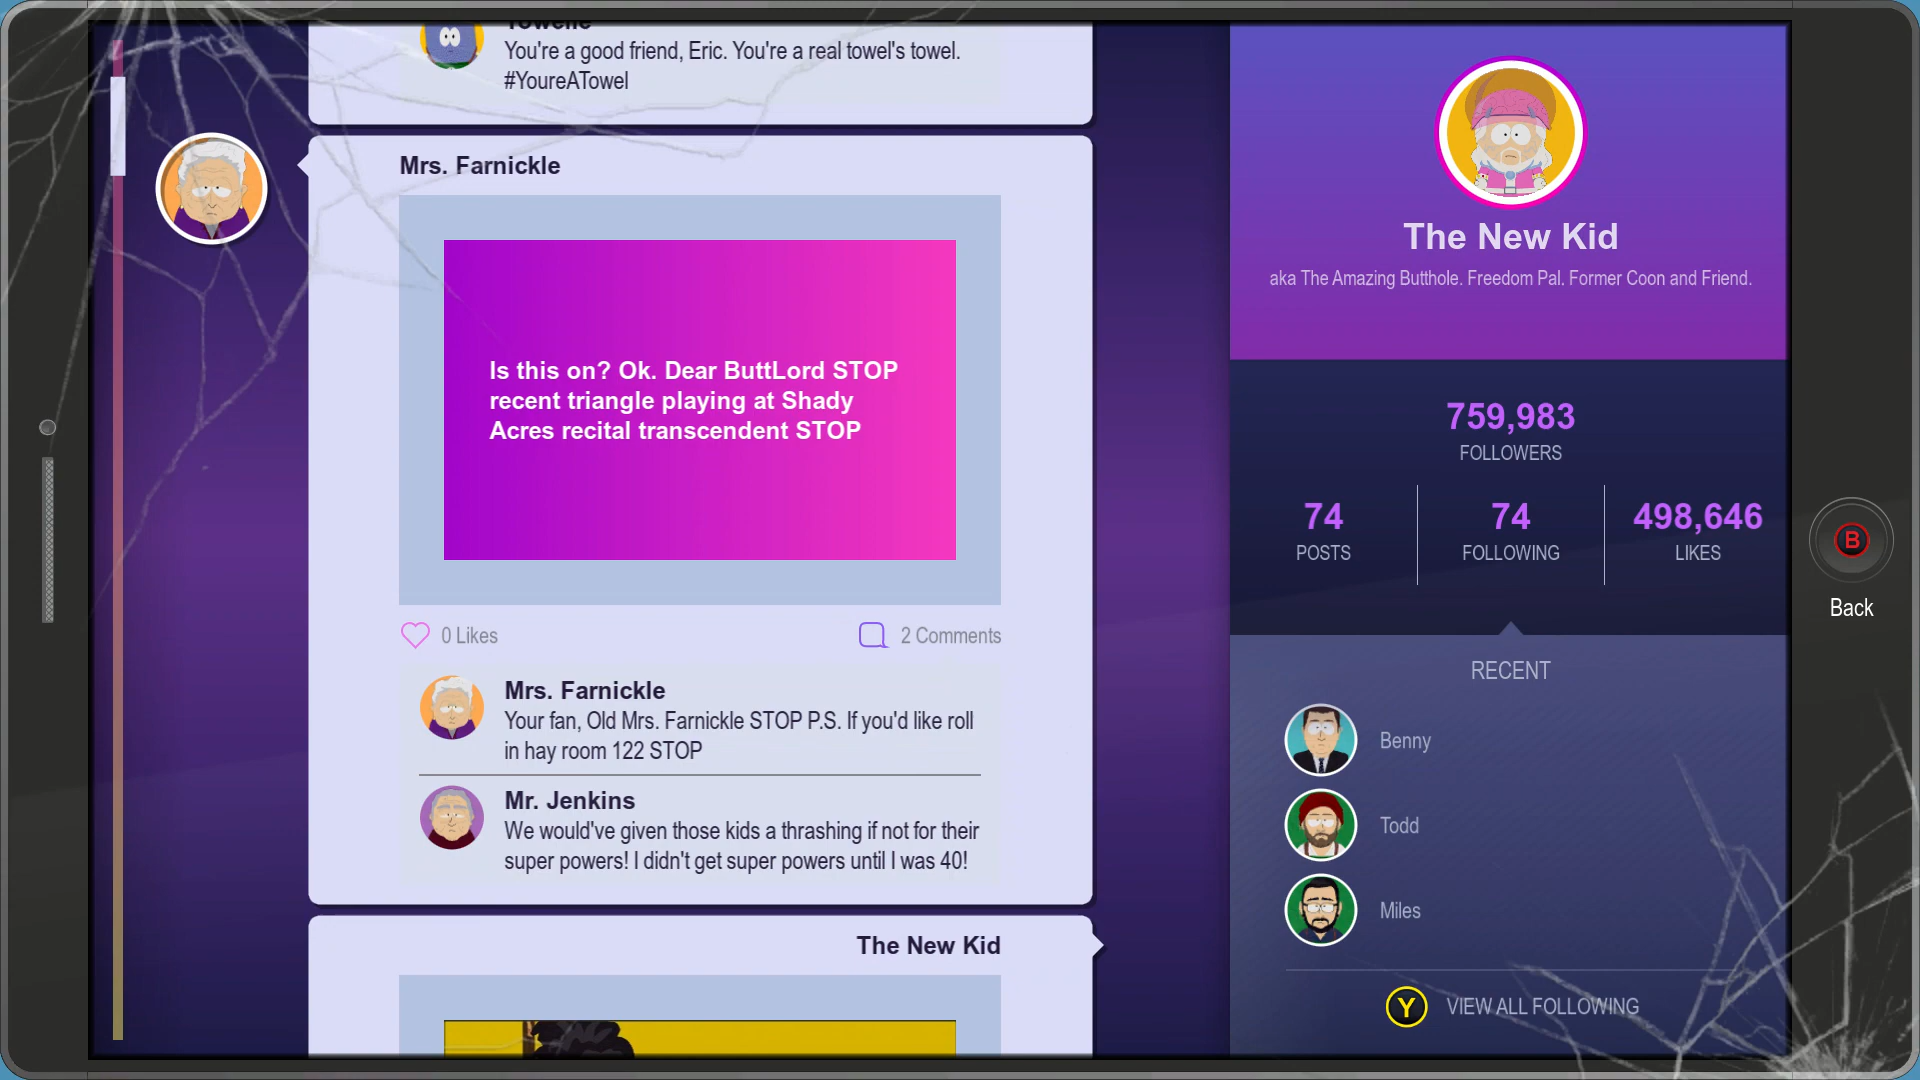 Towelie
You're a good friend, Eric. You're a real towel's towel.
#YoureATowel
Mrs. Farnickle
Is this on? Ok. Dear ButtLord STOP
recent triangle playing at Shady
Acres recital transcendent STOP
0 Likes
2 Comments
Mrs. Farnickle
Your fan, Old Mrs. Farnickle STOP P.S. If you'd like roll
in hay room 122 STOP
Mr. Jenkins
We would've given those kids a thrashing if not for their
super powers! I didn't get super powers until I was 40!
The New Kid
The New Kid
aka The Amazing Butthole. Freedom Pal. Former Coon and Friend.
759,983
FOLLOWERS
74
POSTS
74
FOLLOWING
498,646
LIKES
RECENT
Benny
Todd
Miles
Y VIEW ALL FOLLOWING
B
Back